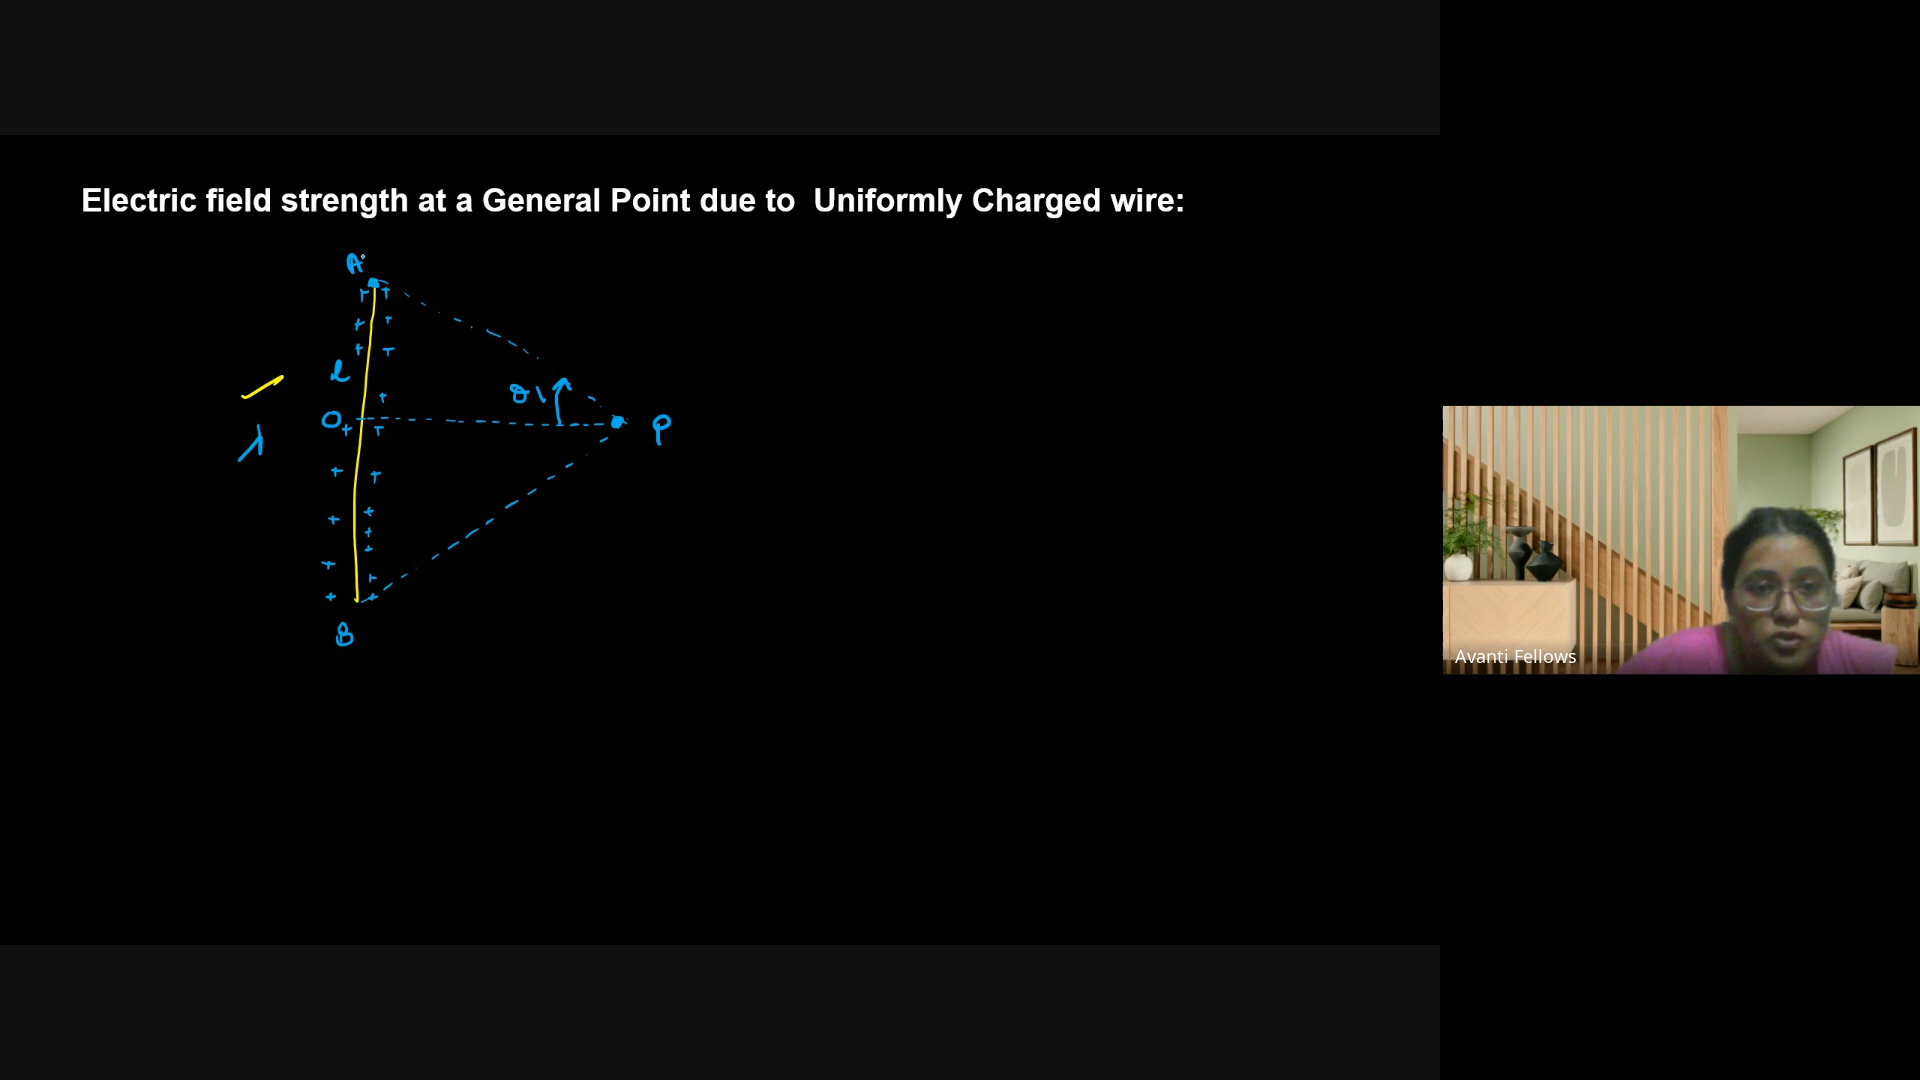 Electric field strength at a General Point due to Uniformly Charged wire:
A
l
θ1
O
P
λ
B
Avanti Fellows